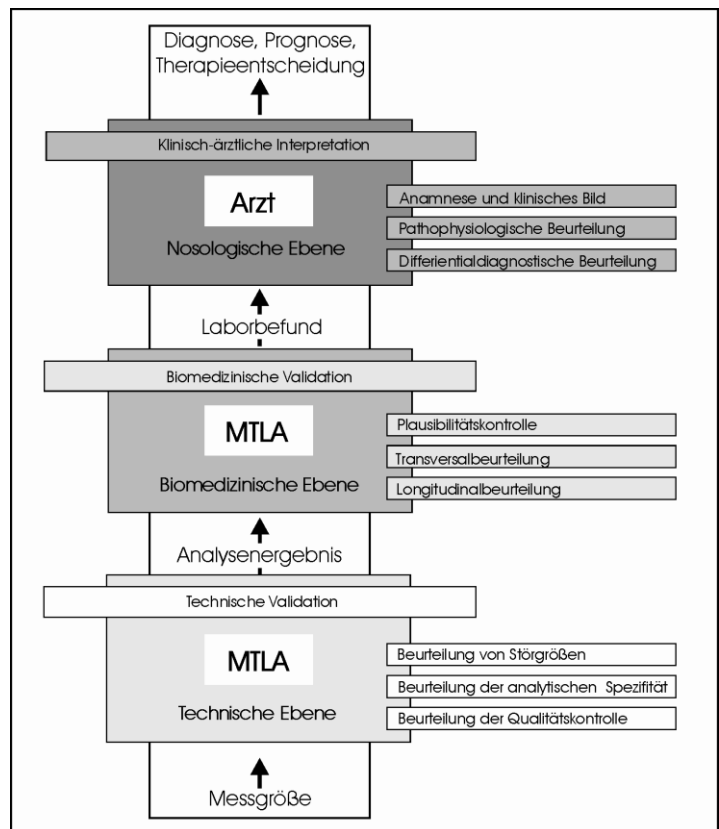 Diagnose, Prognose,
Therapieentscheidung
Klinisch-ärztliche Interpretation
Arzt
Nosologische Ebene
Anamnese und klinisches Bild
Pathophysiologische Beurteilung
Differientialdiagnostische Beurteilung
Laborbefund
Biomedizinische Validation
MTLA
Biomedizinische Ebene
Plausibilitätskontrolle
Transversalbeurteilung
Longitudinalbeurteilung
Analysenergebnis
Technische Validation
MTLA
Technische Ebene
Beurteilung von Störgrößen
Beurteilung der analytischen Spezifität
Beurteilung der Qualitätskontrolle
Messgröße